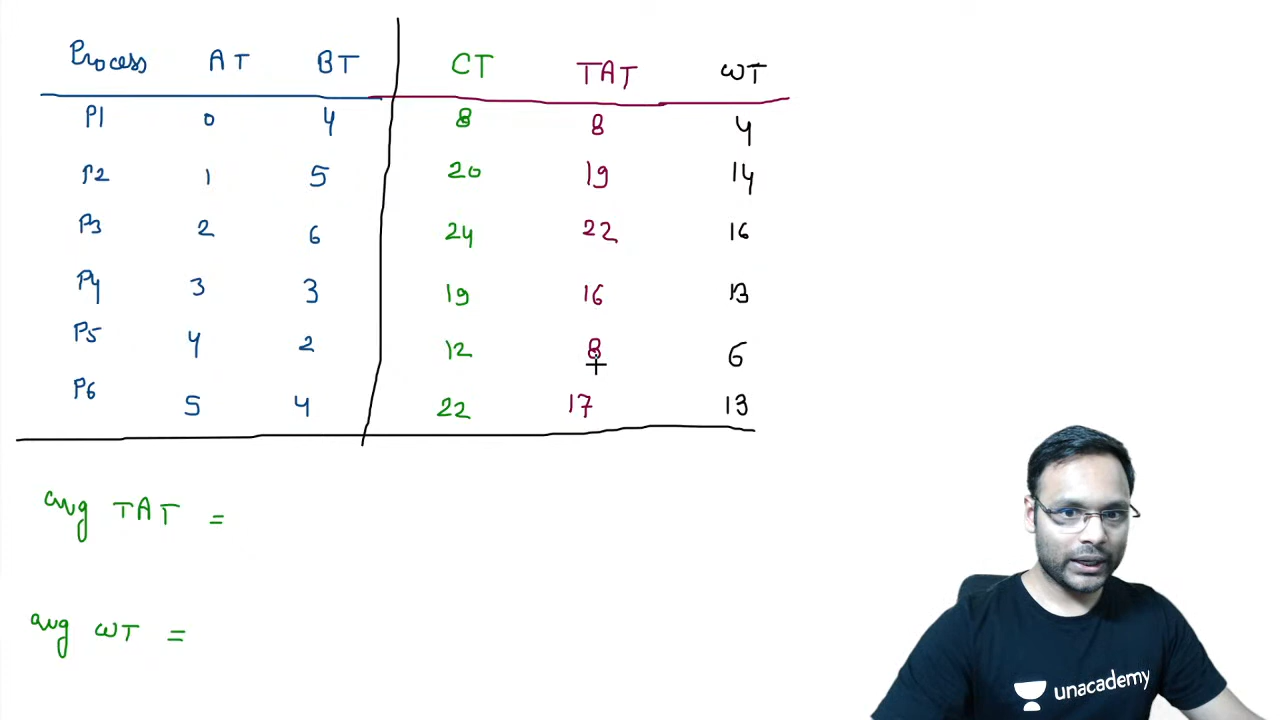 Process AT BT CT TAT WT
P1 0 4 8 8 4
P2 1 5 20 19 14
P3 2 6 24 22 16
P4 3 3 19 16 13
P5 4 2 12 8 6
P6 5 4 22 17 13
avg TAT =
avg WT =
unacademy